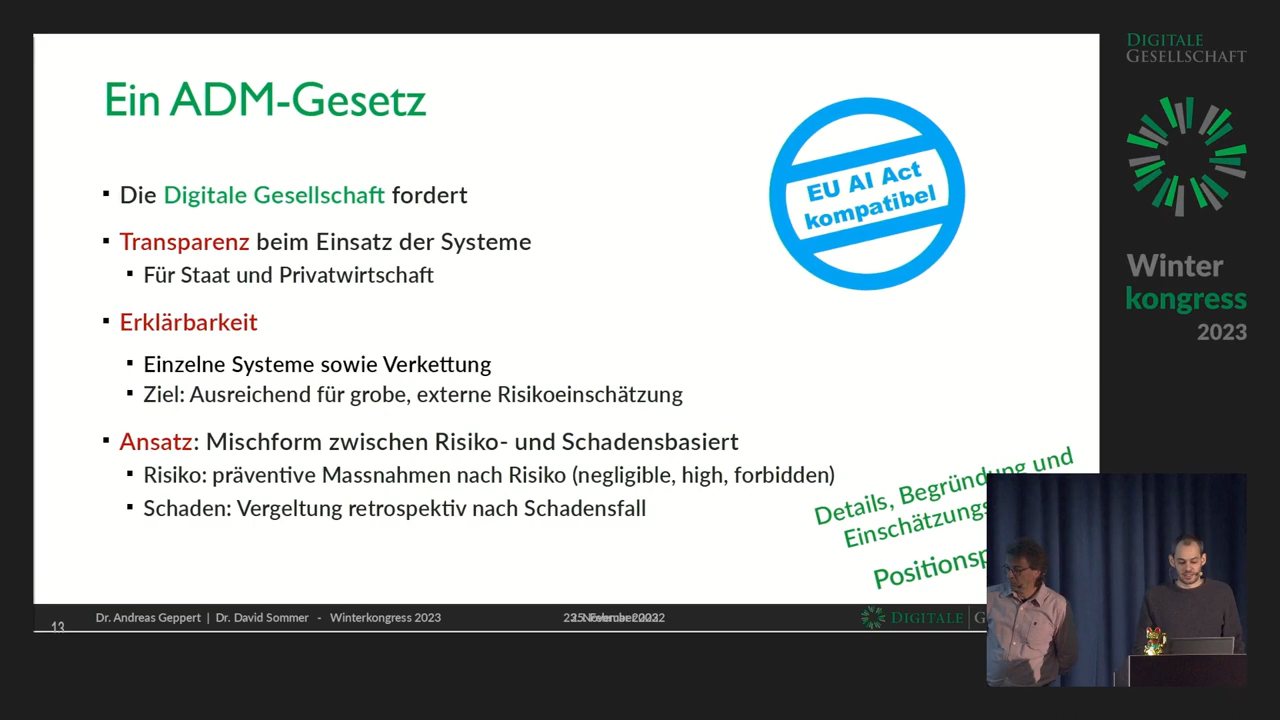 Ein ADM-Gesetz
EU AI Act
kompatibel
Die Digitale Gesellschaft fordert
Transparenz beim Einsatz der Systeme
Für Staat und Privatwirtschaft
Erklärbarkeit
Einzelne Systeme sowie Verkettung
Ziel: Ausreichend für grobe, externe Risikoeinschätzung
Ansatz: Mischform zwischen Risiko- und Schadensbasiert
Risiko: präventive Massnahmen nach Risiko (negligible, high, forbidden)
Schaden: Vergeltung retrospektiv nach Schadensfall
Details, Begründung und
13
Dr. Andreas Geppert | Dr. David Sommer - Winterkongress 2023
DIGITALE
DIGITALE
GESELLSCHAFT
Winter
kongress
2023